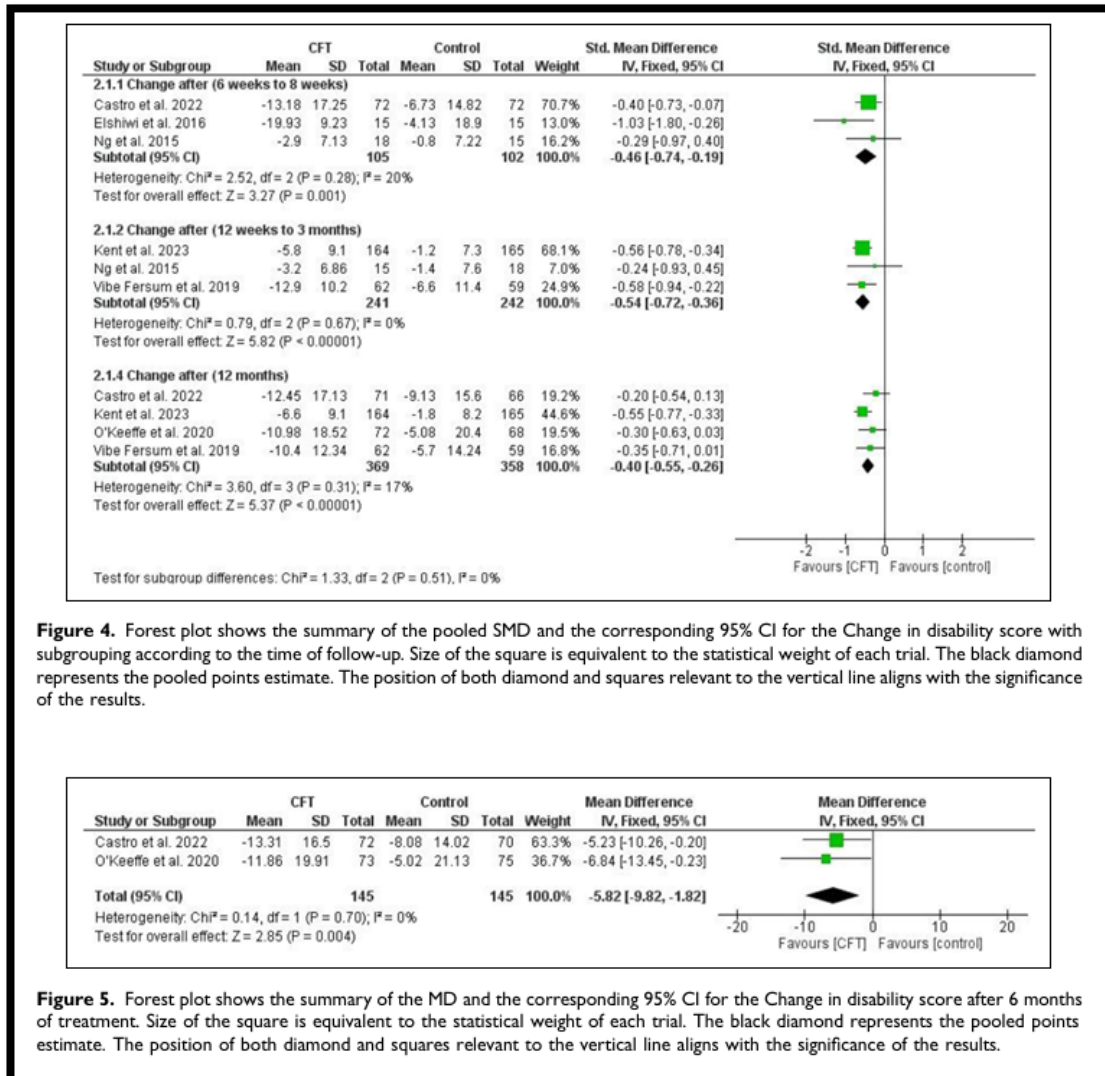 CFT Control Std. Mean Difference Std. Mean Difference
Study or Subgroup Mean SD Total Mean SD Total Weight IV, Fixed, 95% CI IV, Fixed, 95% CI
2.1.1 Change after (6 weeks to 8 weeks)
Castro et al. 2022 -13.18 17.25 72 -6.73 14.82 72 70.7% -0.40 [-0.73, -0.07]
Elshiwi et al. 2016 -19.93 9.23 15 -4.13 18.9 15 13.0% -1.03 [-1.80, -0.26]
Ng et al. 2015 -2.9 7.13 18 -0.8 7.22 15 16.2% -0.29 [-0.97, 0.40]
Subtotal (95% CI) 105 102 100.0% -0.46 [-0.74, -0.19]
Heterogeneity: Chi² = 2.52, df = 2 (P = 0.28); I² = 20%
Test for overall effect: Z = 3.27 (P = 0.001)
2.1.2 Change after (12 weeks to 3 months)
Kent et al. 2023 -5.8 9.1 164 -1.2 7.3 165 68.1% -0.56 [-0.78, -0.34]
Ng et al. 2015 -3.2 6.86 15 -1.4 7.6 18 7.0% -0.24 [-0.93, 0.45]
Vibe Fersum et al. 2019 -12.9 10.2 62 -6.6 11.4 59 24.9% -0.58 [-0.94, -0.22]
Subtotal (95% CI) 241 242 100.0% -0.54 [-0.72, -0.36]
Heterogeneity: Chi² = 0.79, df = 2 (P = 0.67); I² = 0%
Test for overall effect: Z = 5.82 (P < 0.00001)
2.1.4 Change after (12 months)
Castro et al. 2022 -12.45 17.13 71 -9.13 15.6 66 19.2% -0.20 [-0.54, 0.13]
Kent et al. 2023 -6.6 9.1 164 -1.8 8.2 165 44.6% -0.55 [-0.77, -0.33]
O'Keeffe et al. 2020 -10.98 18.52 72 -5.08 20.4 68 19.5% -0.30 [-0.63, 0.03]
Vibe Fersum et al. 2019 -10.4 12.34 62 -5.7 14.24 59 16.8% -0.35 [-0.71, 0.01]
Subtotal (95% CI) 369 358 100.0% -0.40 [-0.55, -0.26]
Heterogeneity: Chi² = 3.60, df = 3 (P = 0.31); I² = 17%
Test for overall effect: Z = 5.37 (P < 0.00001)
-2 -1 0 1 2
Favours [CFT] Favours [control]
Test for subgroup differences: Chi² = 1.33, df = 2 (P = 0.51), I² = 0%
Figure 4. Forest plot shows the summary of the pooled SMD and the corresponding 95% CI for the Change in disability score with
subgrouping according to the time of follow-up. Size of the square is equivalent to the statistical weight of each trial. The black diamond
represents the pooled points estimate. The position of both diamond and squares relevant to the vertical line aligns with the significance
of the results.
CFT Control Mean Difference Mean Difference
Study or Subgroup Mean SD Total Mean SD Total Weight IV, Fixed, 95% CI IV, Fixed, 95% CI
Castro et al. 2022 -13.31 16.5 72 -8.08 14.02 70 63.3% -5.23 [-10.26, -0.20]
O'Keeffe et al. 2020 -11.86 19.91 73 -5.02 21.13 75 36.7% -6.84 [-13.45, -0.23]
Total (95% CI) 145 145 100.0% -5.82 [-9.82, -1.82]
Heterogeneity: Chi² = 0.14, df = 1 (P = 0.70); I² = 0%
Test for overall effect: Z = 2.85 (P = 0.004)
-20 -10 0 10 20
Favours [CFT] Favours [control]
Figure 5. Forest plot shows the summary of the MD and the corresponding 95% CI for the Change in disability score after 6 months
of treatment. Size of the square is equivalent to the statistical weight of each trial. The black diamond represents the pooled points
estimate. The position of both diamond and squares relevant to the vertical line aligns with the significance of the results.